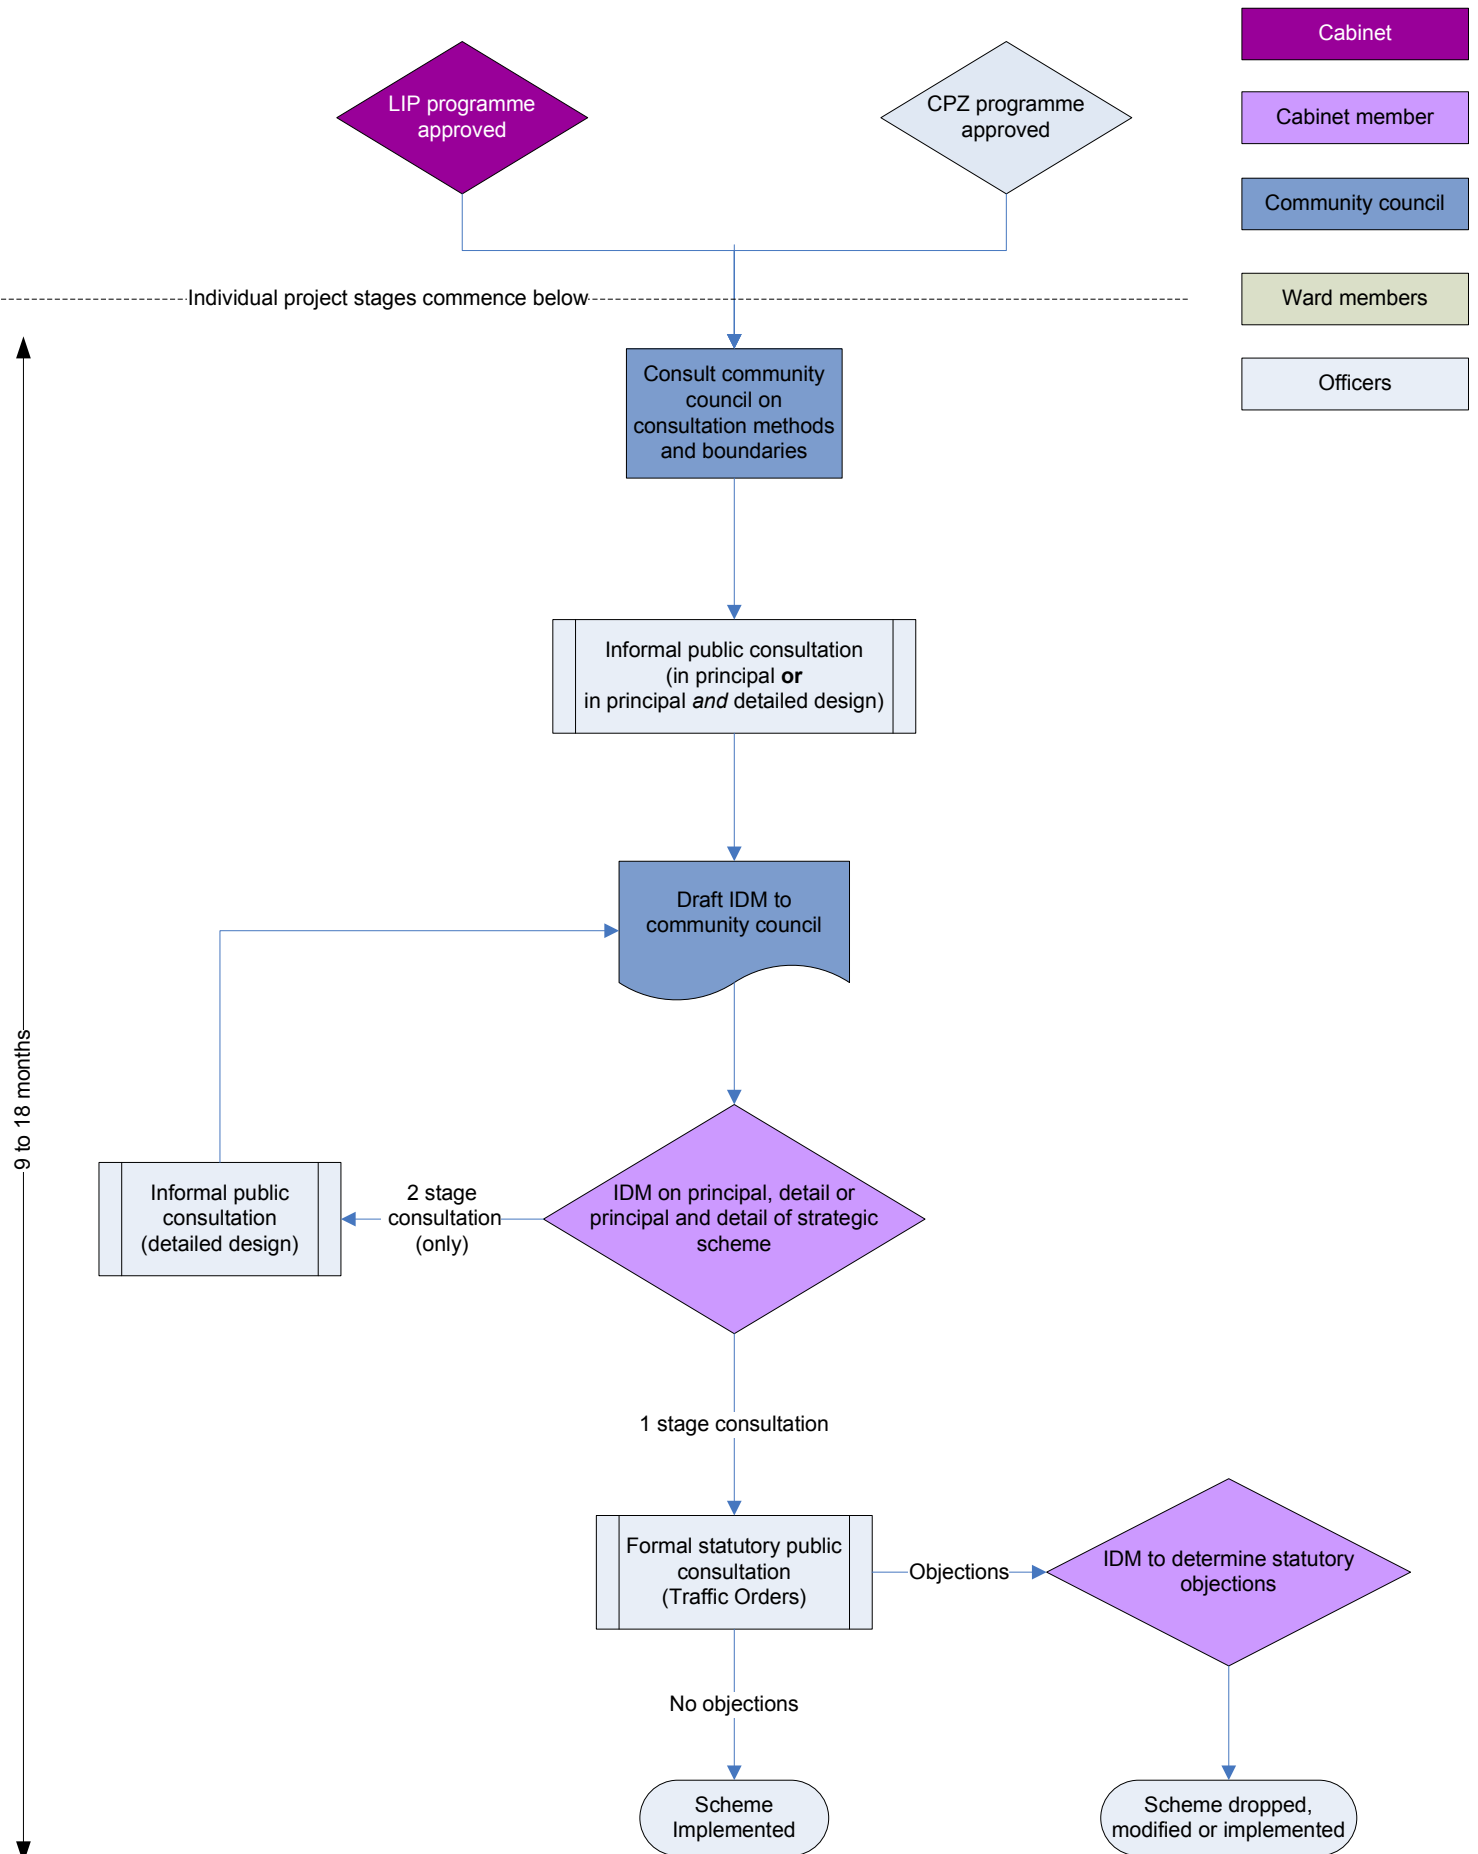 Cabinet
LIP programme
approved
CPZ programme
approved
Cabinet member
Community council
Individual project stages commence below
Ward members
Officers
Consult community
council on
consultation methods
and boundaries
Informal public consultation
(in principal or
in principal and detailed design)
Draft IDM to
community council
9 to 18 months
Informal public
consultation
(detailed design)
2 stage
consultation
(only)
IDM on principal, detail or
principal and detail of strategic
scheme
1 stage consultation
Formal statutory public
consultation
(Traffic Orders)
Objections
IDM to determine statutory
objections
No objections
Scheme
Implemented
Scheme dropped,
modified or implemented